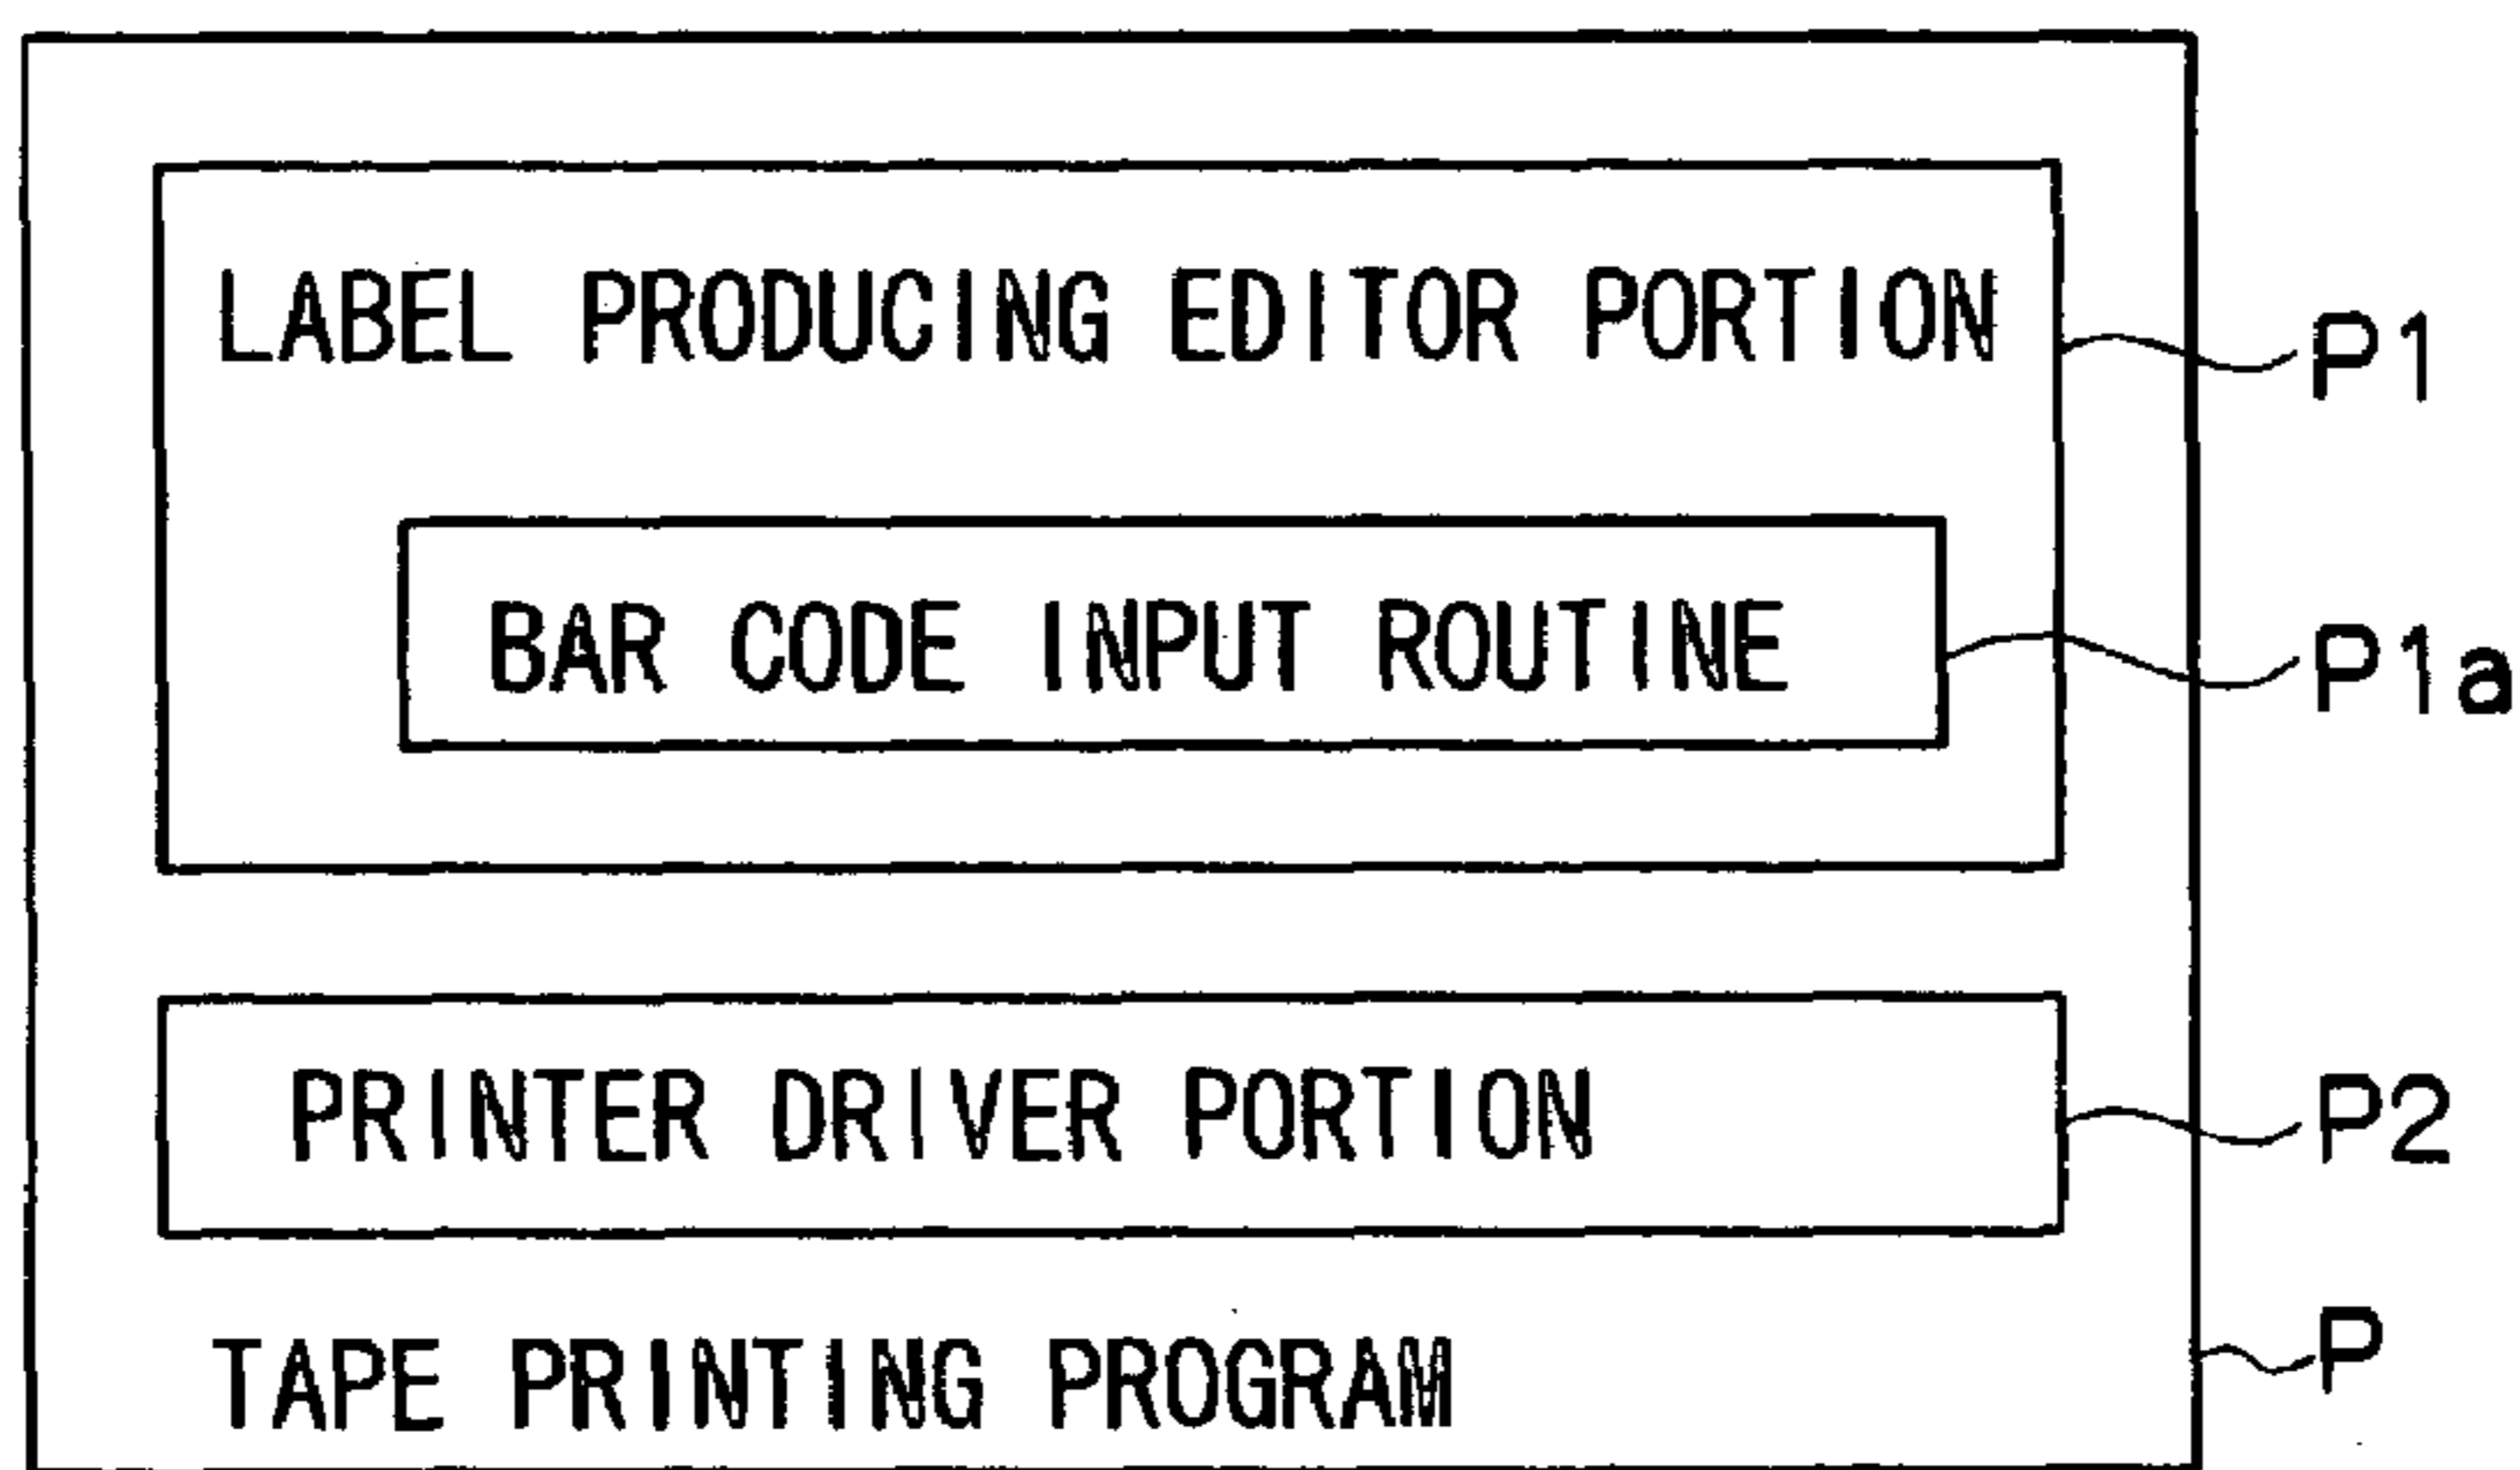 LABEL PRODUCING EDITOR PORTION
P1
BAR CODE INPUT ROUTINE
P1a
PRINTER DRIVER PORTION
P2
TAPE PRINTING PROGRAM
P